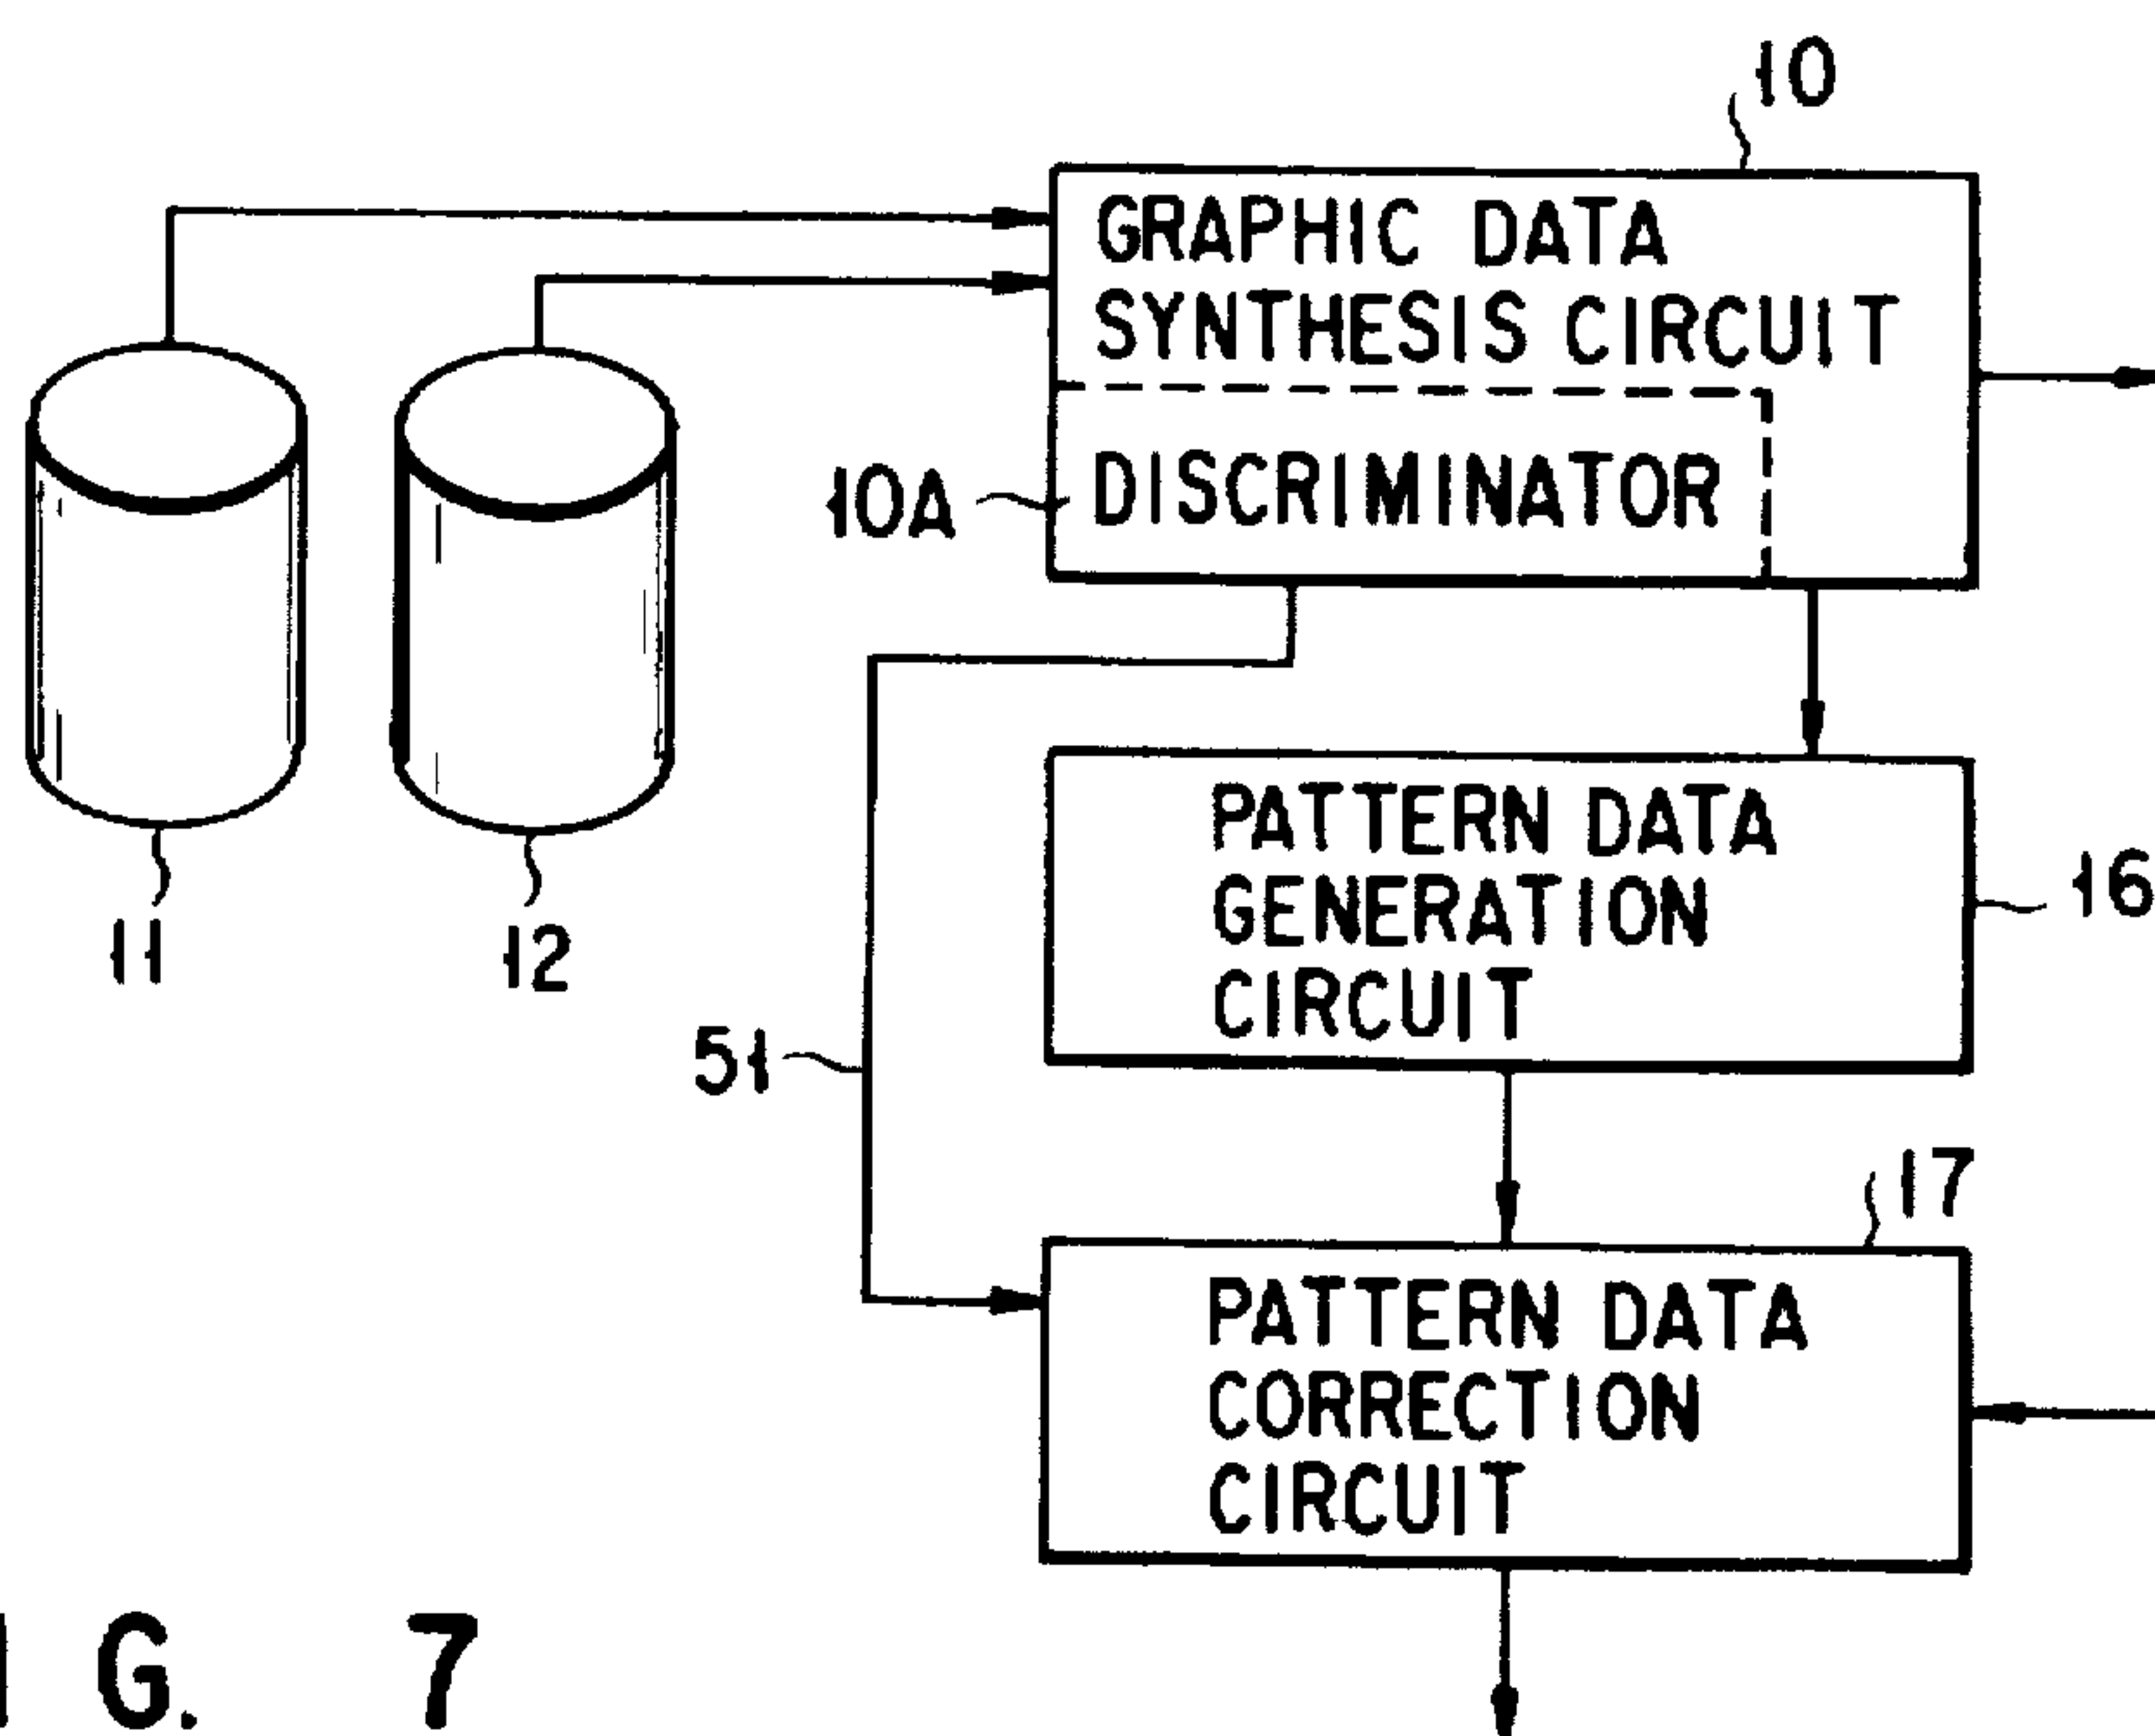 10
GRAPHIC DATA
SYNTHESIS CIRCUIT
10A
DISCRIMINATOR
11
12
PATTERN DATA
GENERATION
CIRCUIT
16
51
17
PATTERN DATA
CORRECTION
CIRCUIT
G. 7